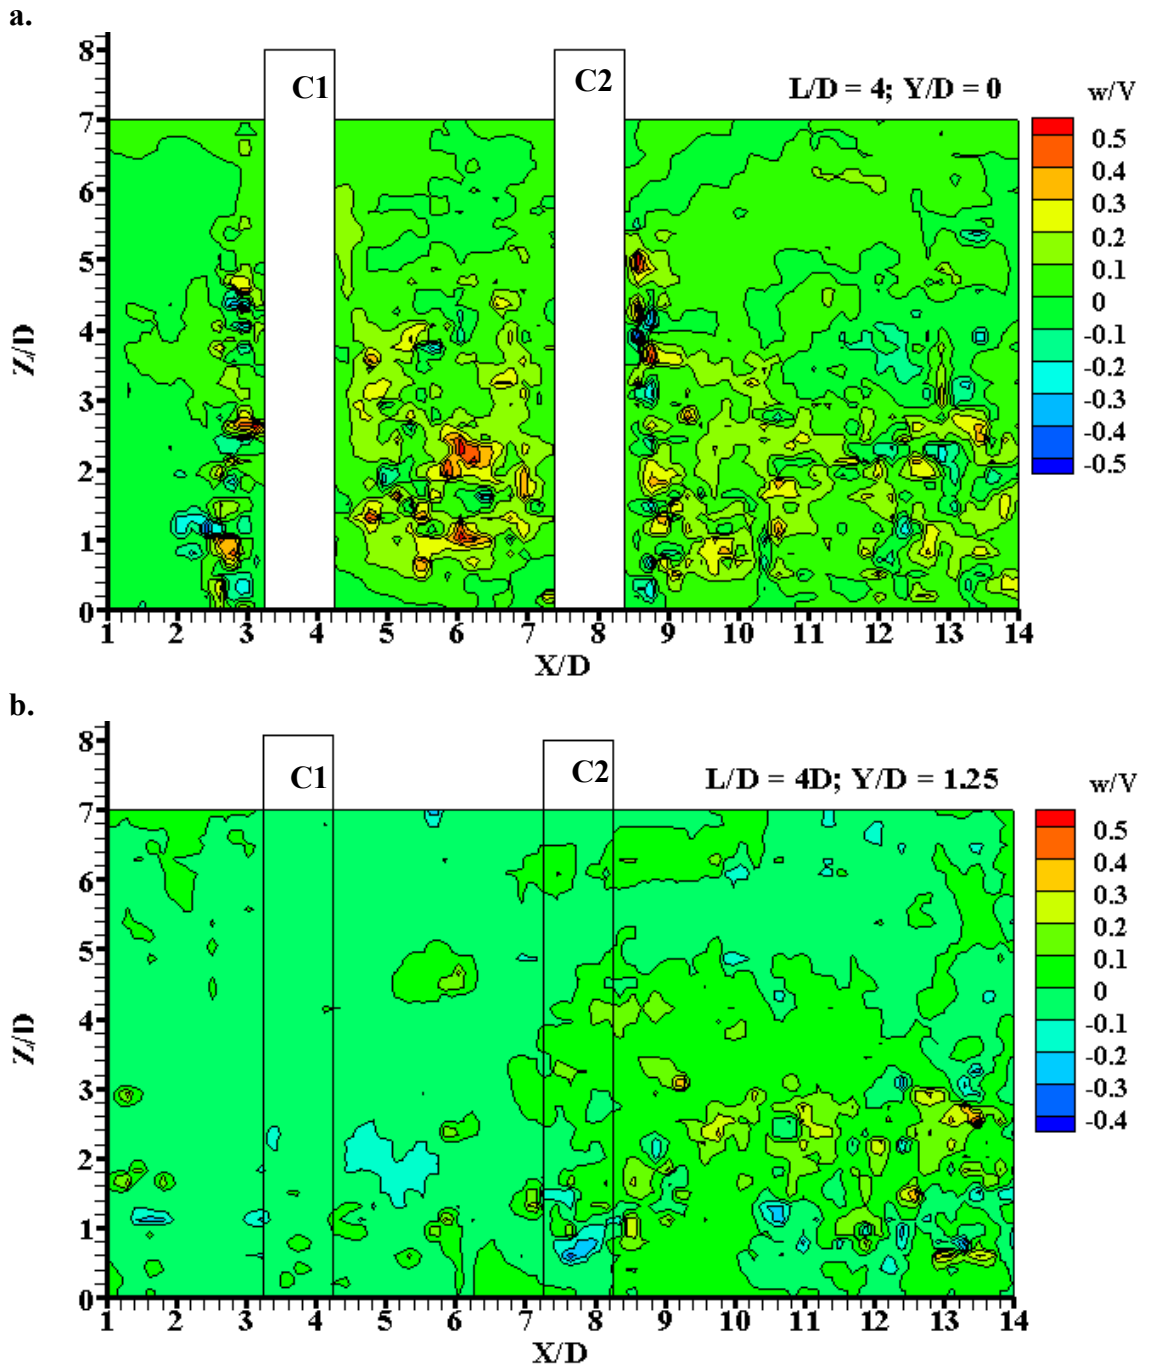 a.
C1
C2
L/D = 4; Y/D = 0
w/V
8
7
6
5
4
3
2
1
0
Z/D
1 2 3 4 5 6 7 8 9 10 11 12 13 14
X/D
0.5
0.4
0.3
0.2
0.1
0
-0.1
-0.2
-0.3
-0.4
-0.5
b.
C1
C2
L/D = 4D; Y/D = 1.25
w/V
8
7
6
5
4
3
2
1
0
Z/D
1 2 3 4 5 6 7 8 9 10 11 12 13 14
X/D
0.5
0.4
0.3
0.2
0.1
0
-0.1
-0.2
-0.3
-0.4